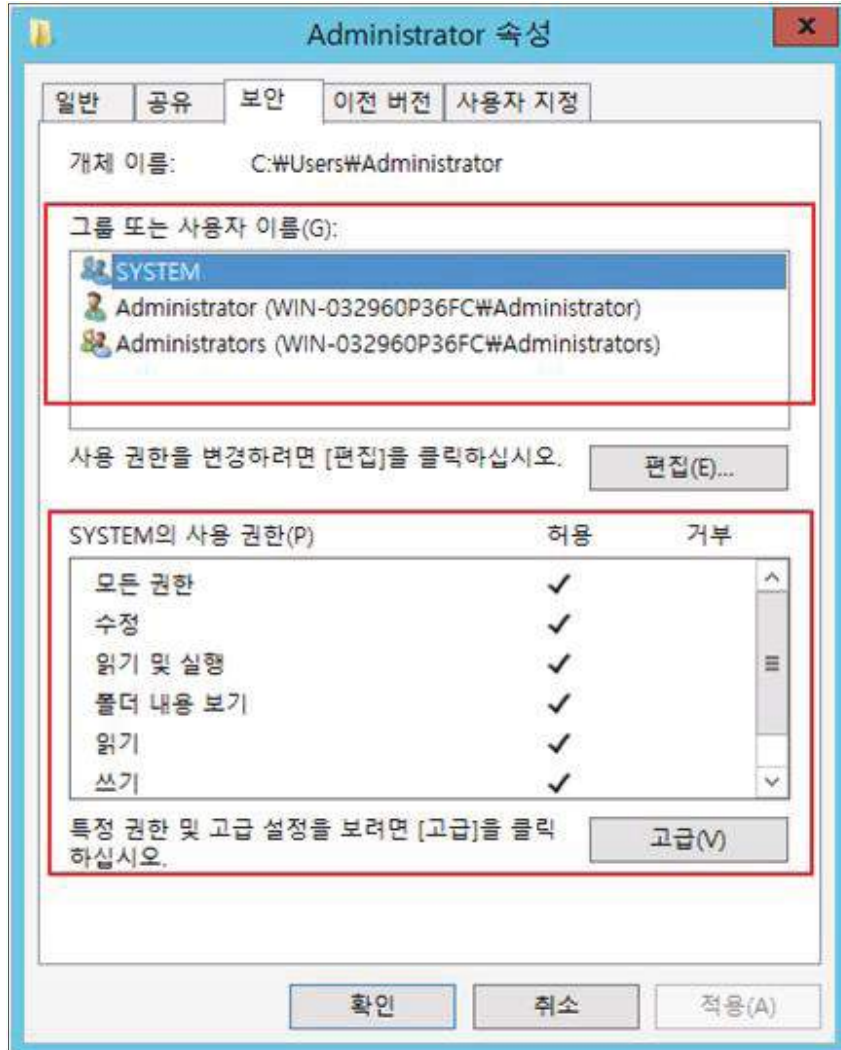 Administrator 속성
x
일반 공유 보안 이전 버전 사용자 지정
개체 이름: C:₩Users₩Administrator
그룹 또는 사용자 이름(G):
SYSTEM
Administrator (WIN-032960P36FC₩Administrator)
Administrators (WIN-032960P36FC₩Administrators)
사용 권한을 변경하려면 [편집]을 클릭하십시오. 편집(E)...
SYSTEM의 사용 권한(P) 허용 거부
모든 권한 ✓
수정 ✓
읽기 및 실행 ✓
폴더 내용 보기 ✓
읽기 ✓
쓰기 ✓
특정 권한 및 고급 설정을 보려면 [고급]을 클릭
하십시오. 고급(V)
확인 취소 적용(A)